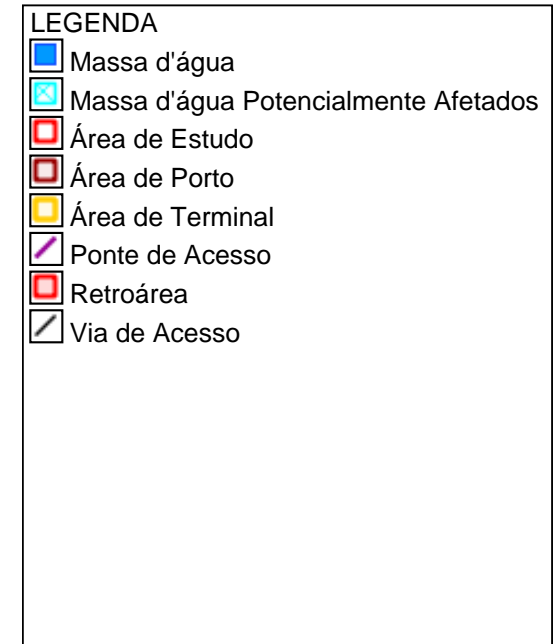 LEGENDA
Massa d'água
Massa d'água Potencialmente Afetados
Área de Estudo
Área de Porto
Área de Terminal
Ponte de Acesso
Retroárea
Via de Acesso